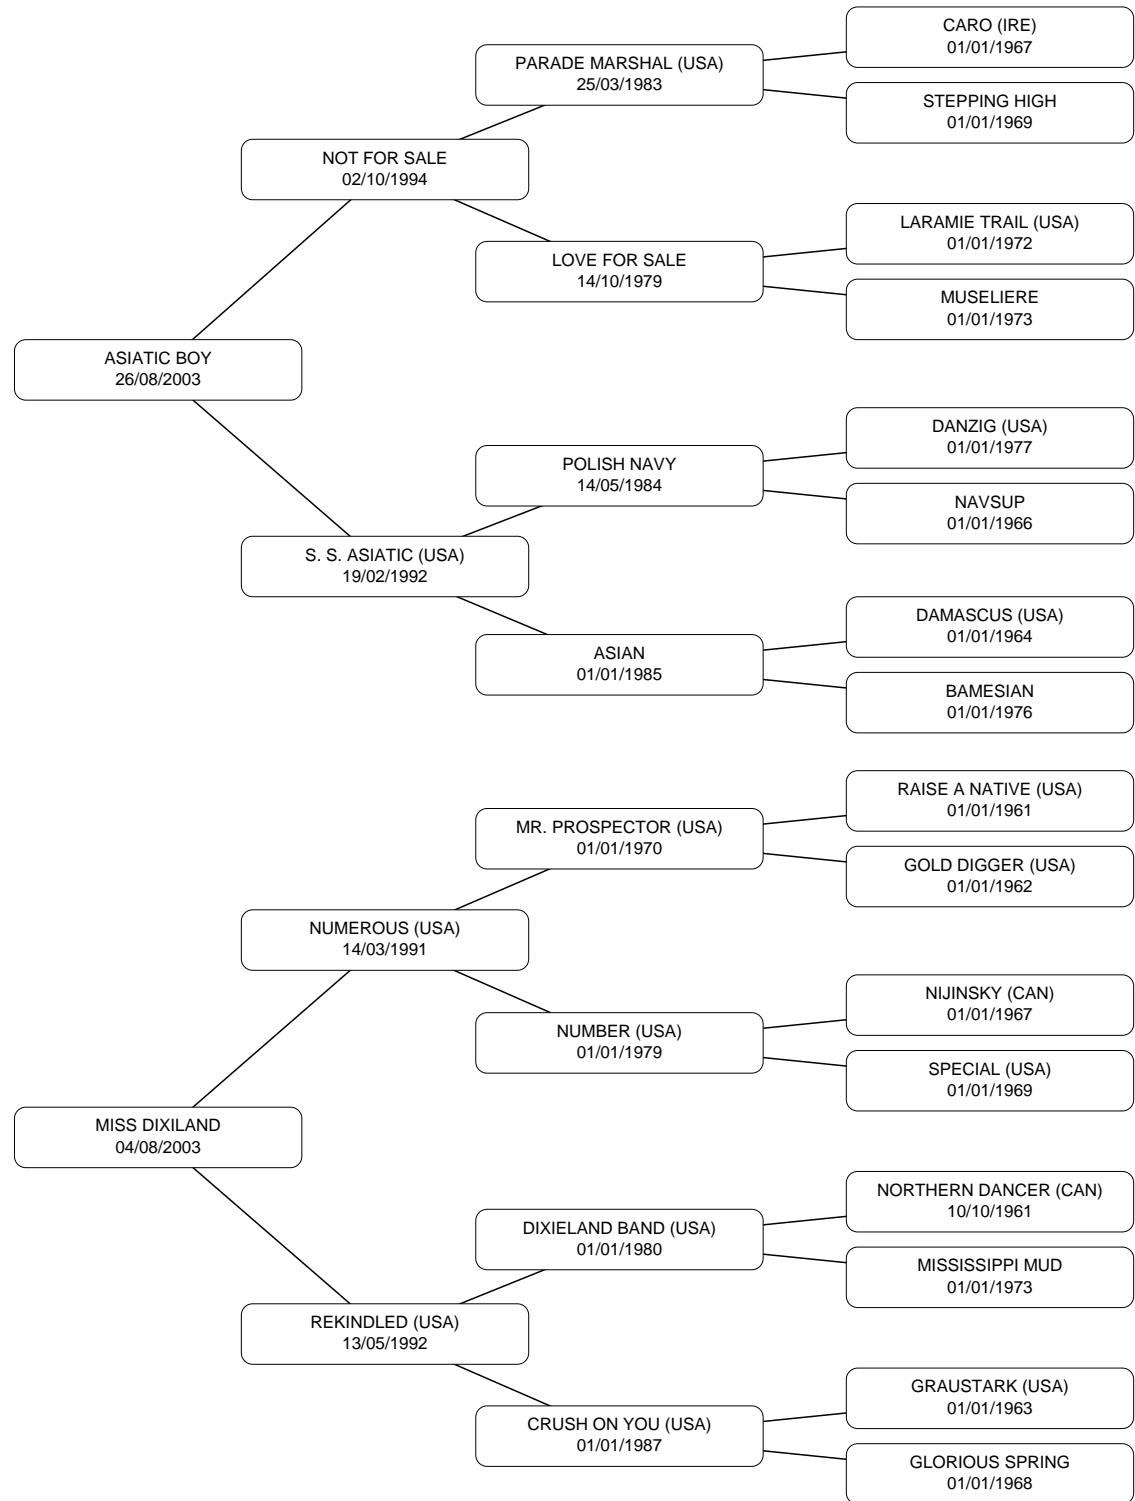 CARO (IRE)
01/01/1967
PARADE MARSHAL (USA)
25/03/1983
STEPPING HIGH
01/01/1969
NOT FOR SALE
02/10/1994
LARAMIE TRAIL (USA)
01/01/1972
LOVE FOR SALE
14/10/1979
MUSELIERE
01/01/1973
ASIATIC BOY
26/08/2003
DANZIG (USA)
01/01/1977
POLISH NAVY
14/05/1984
NAVSUP
01/01/1966
S. S. ASIATIC (USA)
19/02/1992
DAMASCUS (USA)
01/01/1964
ASIAN
01/01/1985
BAMESIAN
01/01/1976
RAISE A NATIVE (USA)
01/01/1961
MR. PROSPECTOR (USA)
01/01/1970
GOLD DIGGER (USA)
01/01/1962
NUMEROUS (USA)
14/03/1991
NIJINSKY (CAN)
01/01/1967
NUMBER (USA)
01/01/1979
SPECIAL (USA)
01/01/1969
MISS DIXILAND
04/08/2003
NORTHERN DANCER (CAN)
10/10/1961
DIXIELAND BAND (USA)
01/01/1980
MISSISSIPPI MUD
01/01/1973
REKINDLED (USA)
13/05/1992
GRAUSTARK (USA)
01/01/1963
CRUSH ON YOU (USA)
01/01/1987
GLORIOUS SPRING
01/01/1968